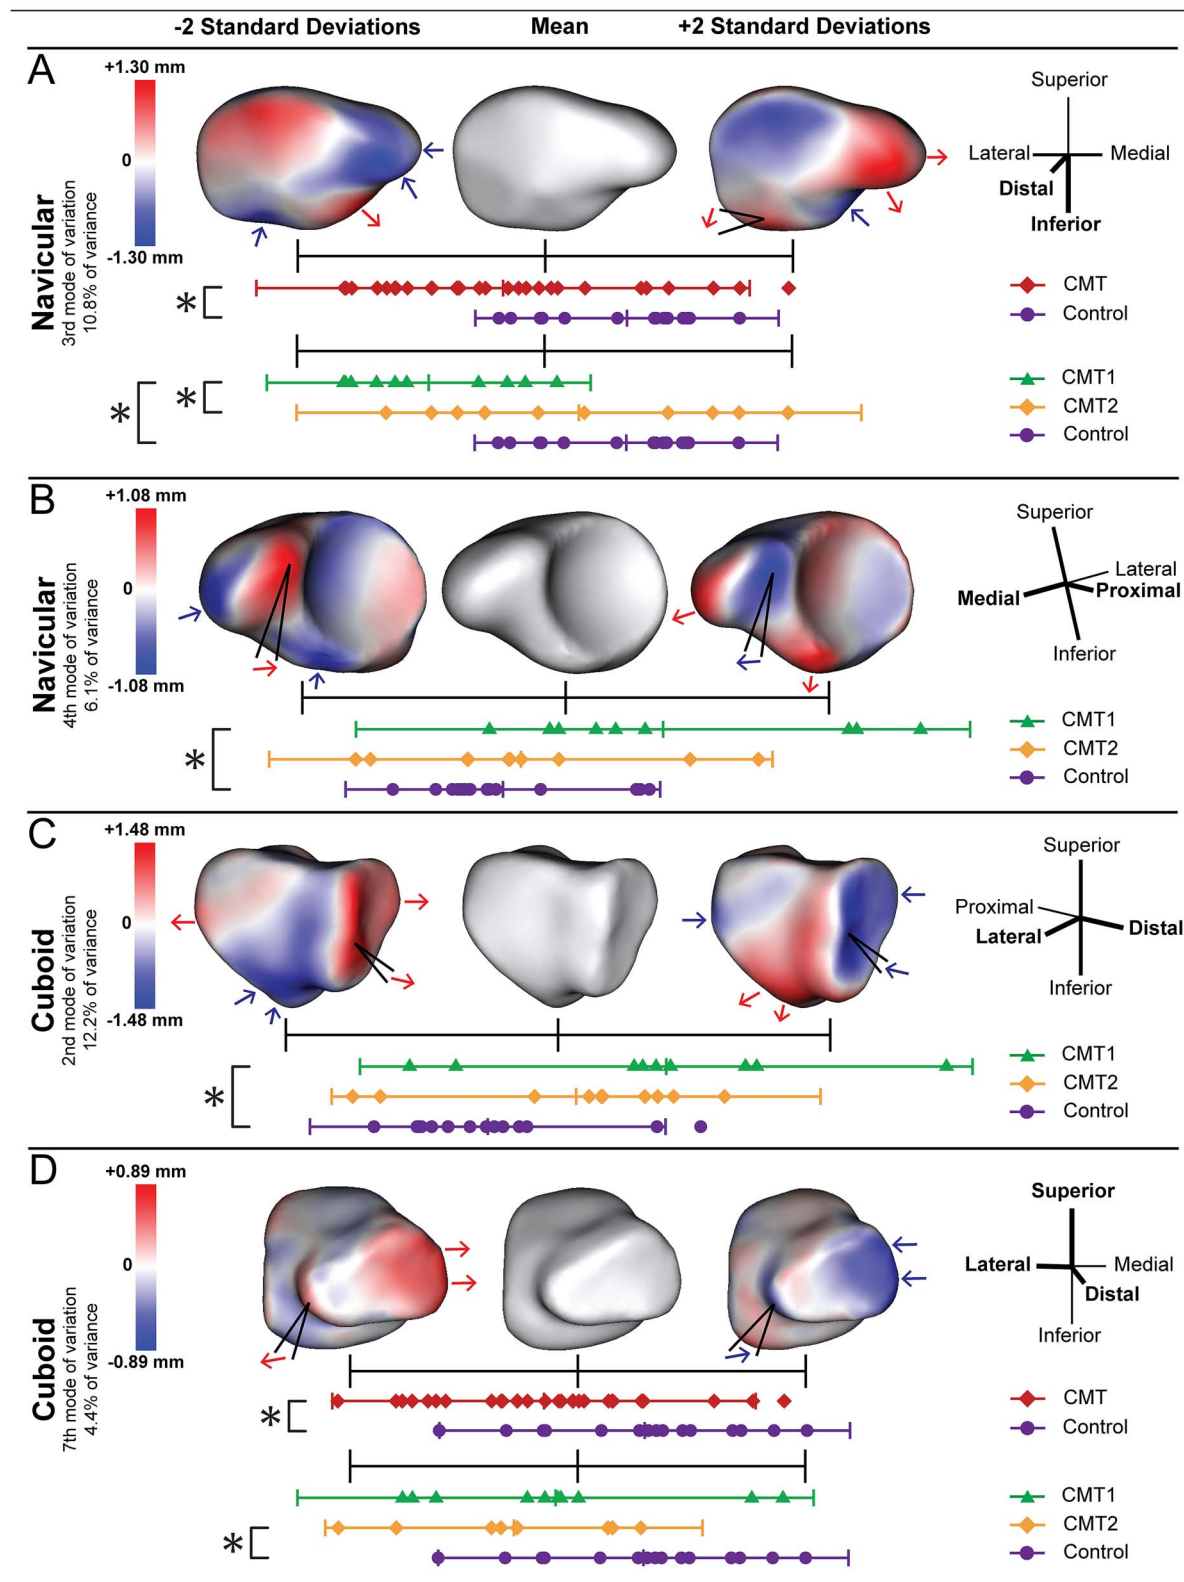 -2 Standard Deviations Mean +2 Standard Deviations
A
+1.30 mm
0
-1.30 mm
Navicular
3rd mode of variation
10.8% of variance
Superior
Lateral Medial
Distal
Inferior
* CMT
Control
* * CMT1
CMT2
Control
B
+1.08 mm
0
-1.08 mm
Navicular
4th mode of variation
6.1% of variance
Superior
Lateral
Medial Proximal
Inferior
* CMT1
CMT2
Control
C
+1.48 mm
0
-1.48 mm
Cuboid
2nd mode of variation
12.2% of variance
Superior
Proximal
Lateral Distal
Inferior
* CMT1
CMT2
Control
D
+0.89 mm
0
-0.89 mm
Cuboid
7th mode of variation
4.4% of variance
Superior
Lateral Medial
Distal
Inferior
* CMT
Control
CMT1
* CMT2
Control